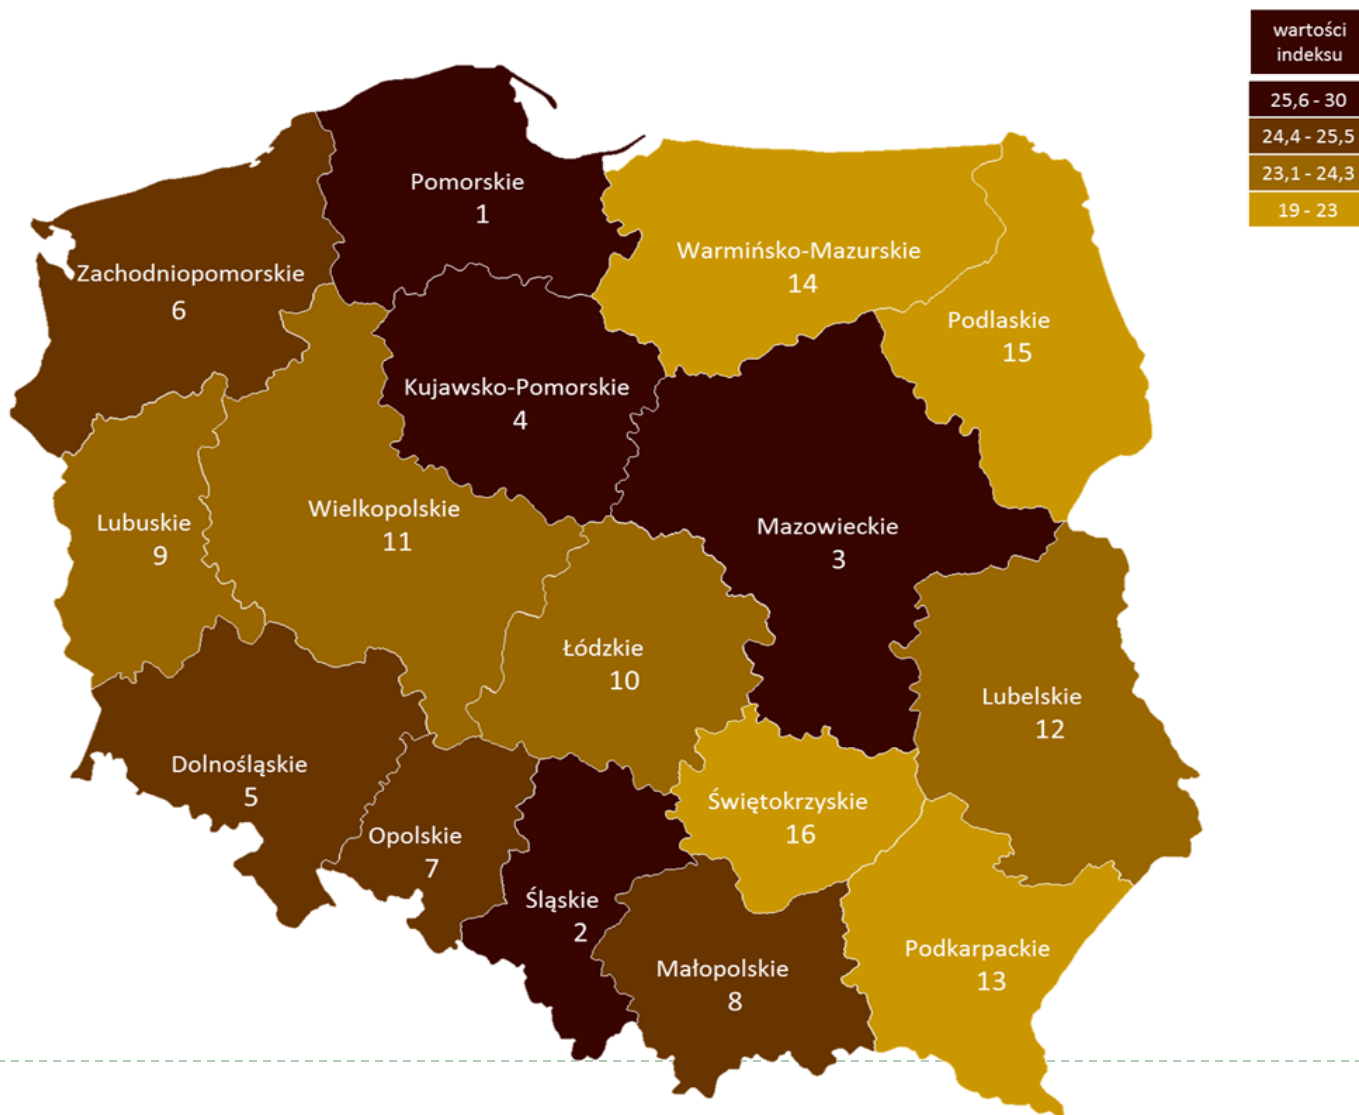 wartości
indeksu
25,6 - 30
24,4 - 25,5
23,1 - 24,3
19 - 23
Pomorskie
1
Warmińsko-Mazurskie
14
Zachodniopomorskie
6
Podlaskie
15
Kujawsko-Pomorskie
4
Wielkopolskie
11
Lubuskie
9
Mazowieckie
3
Łódzkie
10
Lubelskie
12
Dolnośląskie
5
Świętokrzyskie
16
Opolskie
7
Śląskie
2
Podkarpackie
13
Małopolskie
8